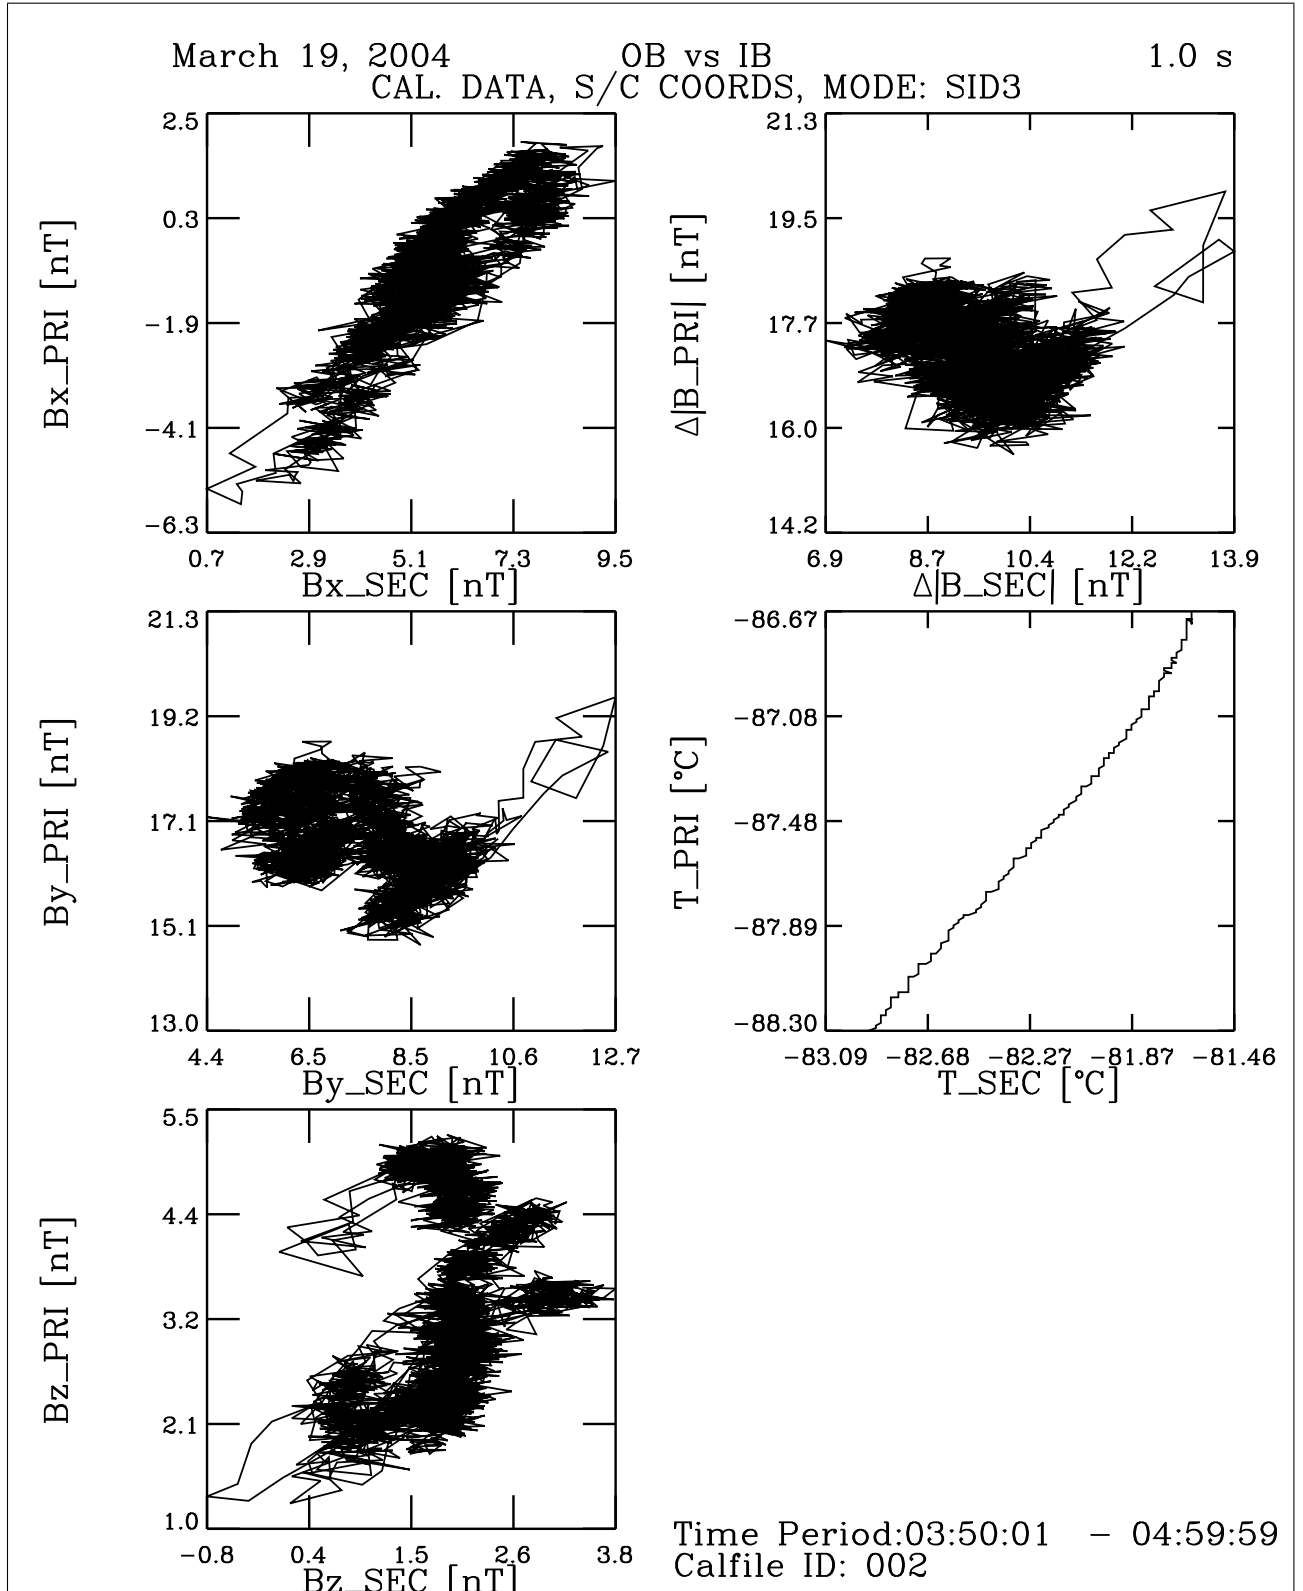 March 19, 2004 OB vs IB 1.0 s
CAL. DATA, S/C COORDS, MODE: SID3
2.5
0.3
−1.9
−4.1
−6.3
Bx_PRI [nT]
0.7 2.9 5.1 7.3 9.5
Bx_SEC [nT]
21.3
19.5
17.7
16.0
14.2
Δ|B_PRI| [nT]
6.9 8.7 10.4 12.2 13.9
Δ|B_SEC| [nT]
21.3
19.2
17.1
15.1
13.0
By_PRI [nT]
4.4 6.5 8.5 10.6 12.7
By_SEC [nT]
−86.67
−87.08
−87.48
−87.89
−88.30
T_PRI [°C]
−83.09 −82.68 −82.27 −81.87 −81.46
T_SEC [°C]
5.5
4.4
3.2
2.1
1.0
Bz_PRI [nT]
−0.8 0.4 1.5 2.6 3.8
Bz_SEC [nT]
Time Period:03:50:01 − 04:59:59
Calfile ID: 002